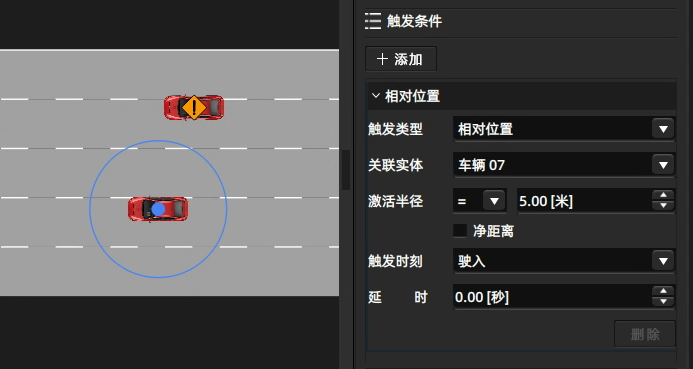 触发条件
+ 添加
相对位置
触发类型 相对位置
关联实体 车辆 07
激活半径 = 5.00 [米]
净距离
触发时刻 驶入
延 时 0.00 [秒]
删除